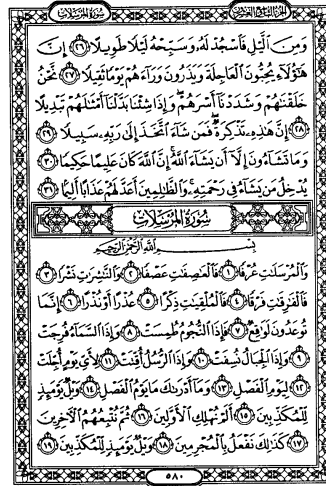 الجزء التاسع والعشرون سورة المرسلات
وَمِنَ ٱلَّيْلِ فَٱسْجُدْ لَهُۥ وَسَبِّحْهُ لَيْلًا طَوِيلًا ٢٦ إِنَّ
هَٰٓؤُلَآءِ يُحِبُّونَ ٱلْعَاجِلَةَ وَيَذَرُونَ وَرَآءَهُمْ يَوْمًا ثَقِيلًا ٢٧ نَّحْنُ
خَلَقْنَٰهُمْ وَشَدَدْنَآ أَسْرَهُمْ وَإِذَا شِئْنَا بَدَّلْنَآ أَمْثَٰلَهُمْ تَبْدِيلًا
٢٨ إِنَّ هَٰذِهِۦ تَذْكِرَةٌ فَمَن شَآءَ ٱتَّخَذَ إِلَىٰ رَبِّهِۦ سَبِيلًا ٢٩
وَمَا تَشَآءُونَ إِلَّآ أَن يَشَآءَ ٱللَّهُ إِنَّ ٱللَّهَ كَانَ عَلِيمًا حَكِيمًا ٣٠
يُدْخِلُ مَن يَشَآءُ فِى رَحْمَتِهِۦ وَٱلظَّٰلِمِينَ أَعَدَّ لَهُمْ عَذَابًا أَلِيمًا ٣١
سُورَةُ المُرْسَلَات
بِسْمِ ٱللَّهِ ٱلرَّحْمَٰنِ ٱلرَّحِيمِ
وَٱلْمُرْسَلَٰتِ عُرْفًا ١ فَٱلْعَٰصِفَٰتِ عَصْفًا ٢ وَٱلنَّٰشِرَٰتِ نَشْرًا ٣
فَٱلْفَٰرِقَٰتِ فَرْقًا ٤ فَٱلْمُلْقِيَٰتِ ذِكْرًا ٥ عُذْرًا أَوْ نُذْرًا ٦ إِنَّمَا
تُوعَدُونَ لَوَٰقِعٌ ٧ فَإِذَا ٱلنُّجُومُ طُمِسَتْ ٨ وَإِذَا ٱلسَّمَآءُ فُرِجَتْ
٩ وَإِذَا ٱلْجِبَالُ نُسِفَتْ ١٠ وَإِذَا ٱلرُّسُلُ أُقِّتَتْ ١١ لِأَىِّ يَوْمٍ أُجِّلَتْ
١٢ لِيَوْمِ ٱلْفَصْلِ ١٣ وَمَآ أَدْرَىٰكَ مَا يَوْمُ ٱلْفَصْلِ ١٤ وَيْلٌ يَوْمَئِذٍ
لِّلْمُكَذِّبِينَ ١٥ أَلَمْ نُهْلِكِ ٱلْأَوَّلِينَ ١٦ ثُمَّ نُتْبِعُهُمُ ٱلْءَاخِرِينَ
١٧ كَذَٰلِكَ نَفْعَلُ بِٱلْمُجْرِمِينَ ١٨ وَيْلٌ يَوْمَئِذٍ لِّلْمُكَذِّبِينَ ١٩
٥٨٠